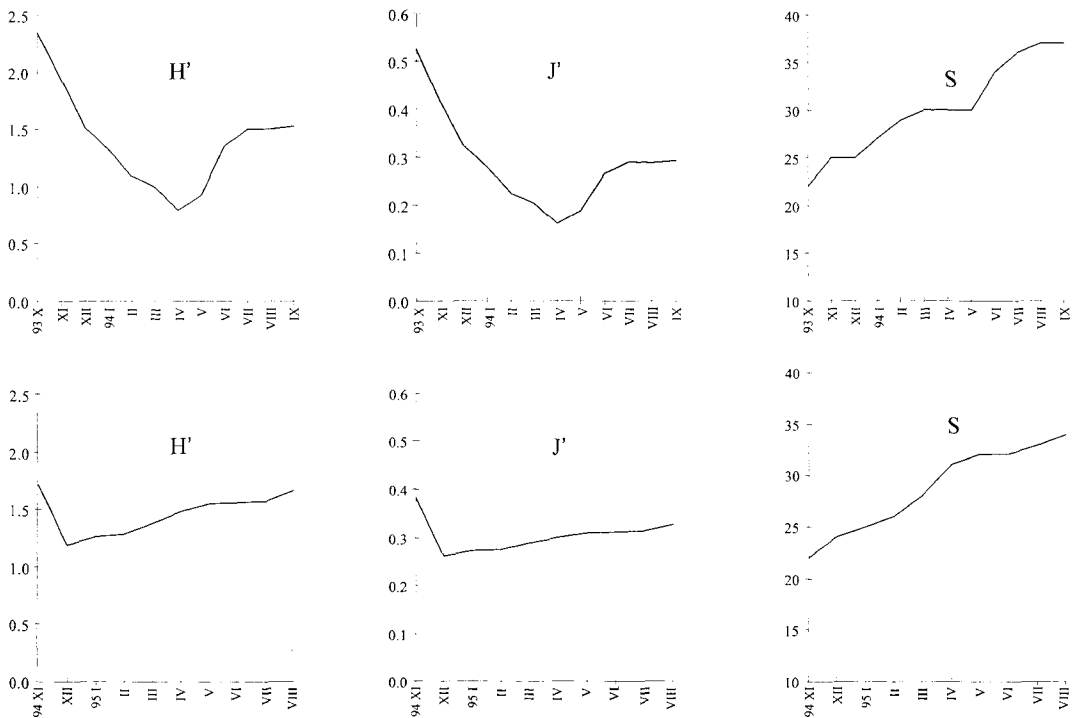 H'
2.5
2.0
1.5
1.0
0.5
0.0
93 X
XI
XII
94 I
II
III
IV
V
VI
VII
VIII
IX
J'
0.6
0.5
0.4
0.3
0.2
0.1
0.0
93 X
XI
XII
94 I
II
III
IV
V
VI
VII
VIII
IX
S
40
35
30
25
20
15
10
93 X
XI
XII
94 I
II
III
IV
V
VI
VII
VIII
IX
H'
2.5
2.0
1.5
1.0
0.5
0.0
94 XI
XII
95 I
II
III
IV
V
VI
VII
VIII
J'
0.6
0.5
0.4
0.3
0.2
0.1
0.0
94 XI
XII
95 I
II
III
IV
V
VI
VII
VIII
S
40
35
30
25
20
15
10
94 XI
XII
95 I
II
III
IV
V
VI
VII
VIII